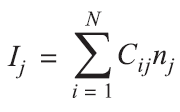 I_j = \sum_{i = 1}^{N} C_{ij} n_j